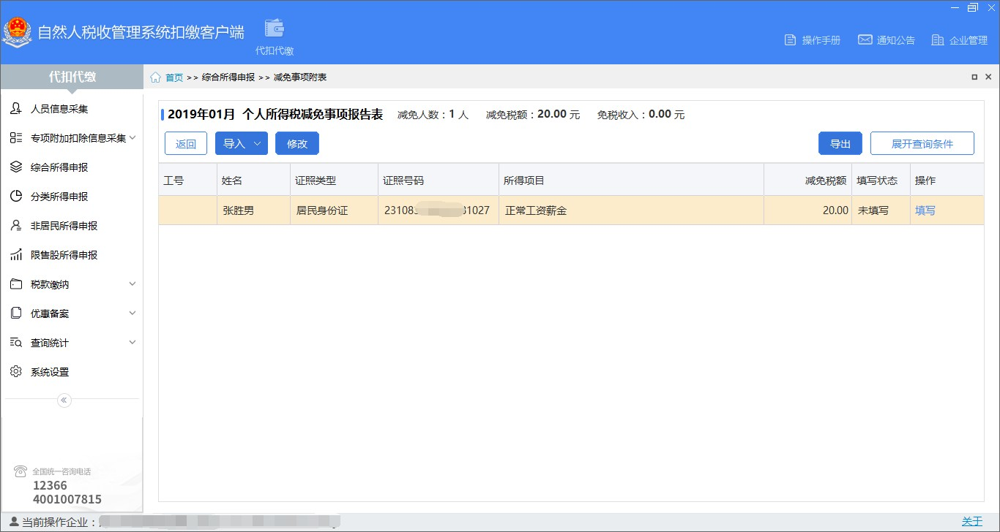 自然人税收管理系统扣缴客户端
代扣代缴
操作手册
通知公告
企业管理
代扣代缴
首页 >> 综合所得申报 >> 减免事项附表
人员信息采集
专项附加扣除信息采集
综合所得申报
分类所得申报
非居民所得申报
限售股所得申报
税款缴纳
优惠备案
查询统计
系统设置
全国统一咨询电话
12366
4001007815
2019年01月 个人所得税减免事项报告表 减免人数：1 人 减免税额：20.00 元 免税收入：0.00 元
返回 导入 修改 导出 展开查询条件
工号 姓名 证照类型 证照号码 所得项目 减免税额 填写状态 操作
张胜男 居民身份证 23108 1027 正常工资薪金 20.00 未填写 填写
当前操作企业：
关于